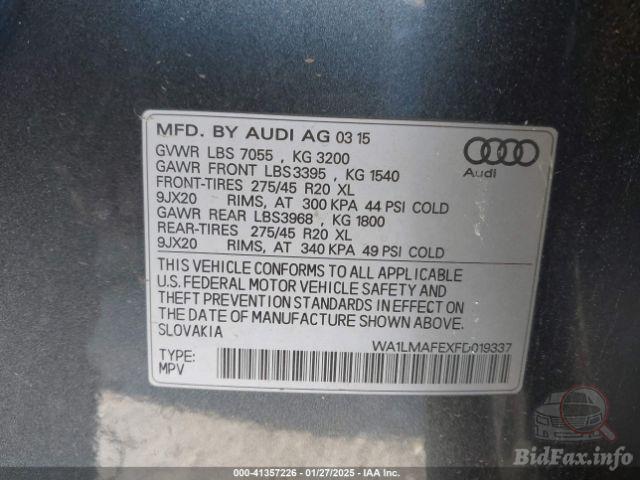 MFD. BY AUDI AG 03 15
GVWR LBS 7055 , KG 3200
GAWR FRONT LBS3395 , KG 1540
FRONT-TIRES 275/45 R20 XL
9JX20 RIMS, AT 300 KPA 44 PSI COLD
GAWR REAR LBS3968 , KG 1800
REAR-TIRES 275/45 R20 XL
9JX20 RIMS, AT 340 KPA 49 PSI COLD
Audi
THIS VEHICLE CONFORMS TO ALL APPLICABLE
U.S. FEDERAL MOTOR VEHICLE SAFETY AND
THEFT PREVENTION STANDARDS IN EFFECT ON
THE DATE OF MANUFACTURE SHOWN ABOVE.
SLOVAKIA
WA1LMAFEXFD019337
TYPE:
MPV
000-41357226 - 01/27/2025 - IAA Inc.
BidFax.info